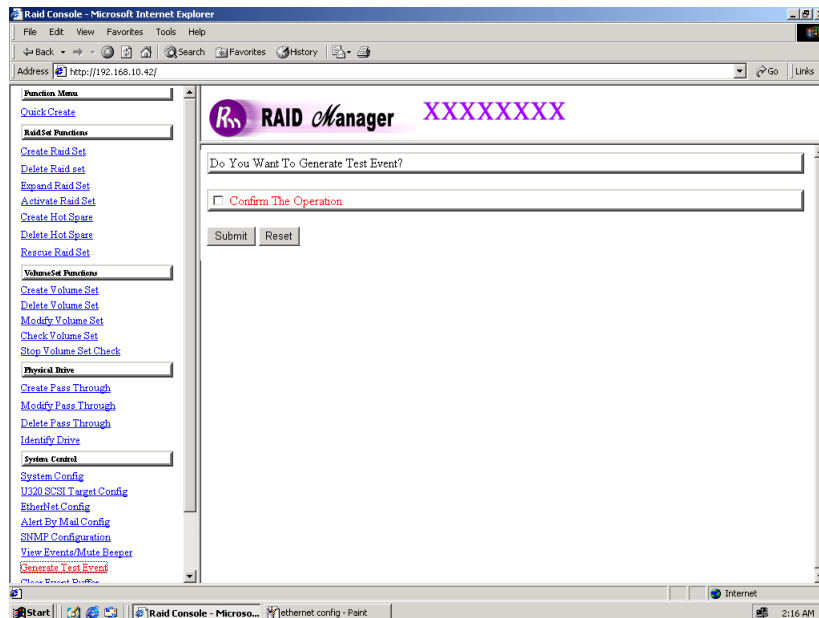 Raid Console - Microsoft Internet Explorer
File Edit View Favorites Tools Help
Back Search Favorites History
Address http://192.168.10.42/ Go Links
Function Menu
Quick Create
Raid Set Functions
Create Raid Set
Delete Raid set
Expand Raid Set
Activate Raid Set
Create Hot Spare
Delete Hot Spare
Rescue Raid Set
VolumeSet Functions
Create Volume Set
Delete Volume Set
Modify Volume Set
Check Volume Set
Stop Volume Set Check
Physical Drive
Create Pass Through
Modify Pass Through
Delete Pass Through
Identify Drive
System Control
System Config
U320 SCSI Target Config
EtherNet Config
Alert By Mail Config
SNMP Configuration
View Events/Mute Beeper
Generate Test Event
Clear Event Buffer
Rm RAID Manager XXXXXXXX
Do You Want To Generate Test Event?
Confirm The Operation
Submit Reset
Internet
Start Raid Console - Microso... ethernet config - Paint 2:16 AM